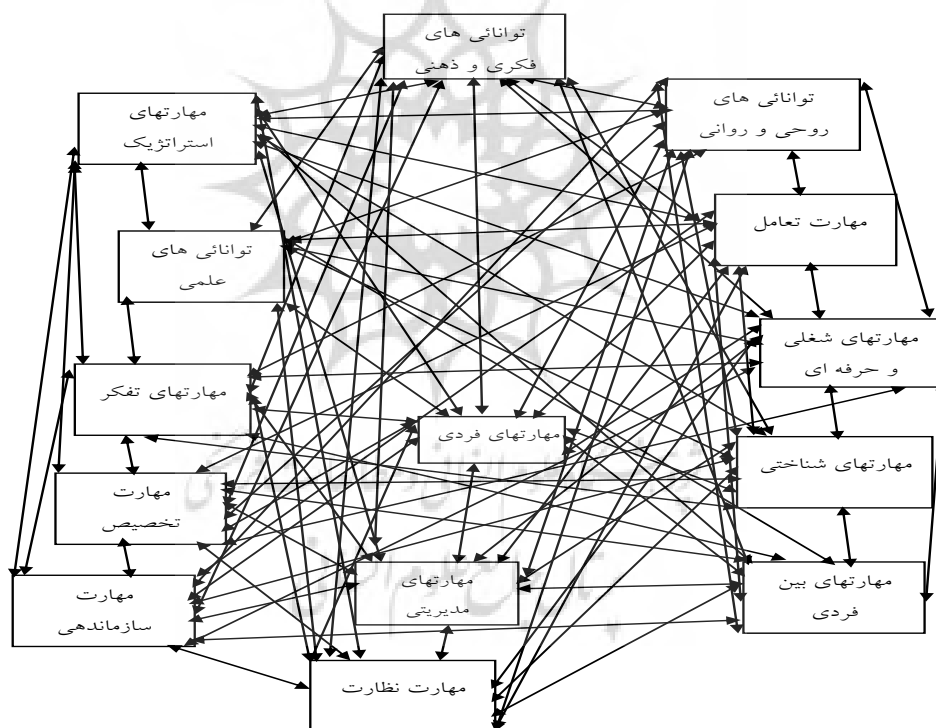 توانائی های
فکری و ذهنی
توانائی های
روحی و روانی
مهارتهای
استراتژیک
مهارت تعامل
توانائی های
علمی
مهارتهای شغلی
و حرفه ای
مهارتهای تفکر
مهارتهای فردی
مهارتهای شناختی
مهارت
تخصیص
مهارتهای
مدیریتی
مهارتهای بین
فردی
مهارت
سازماندهی
مهارت نظارت